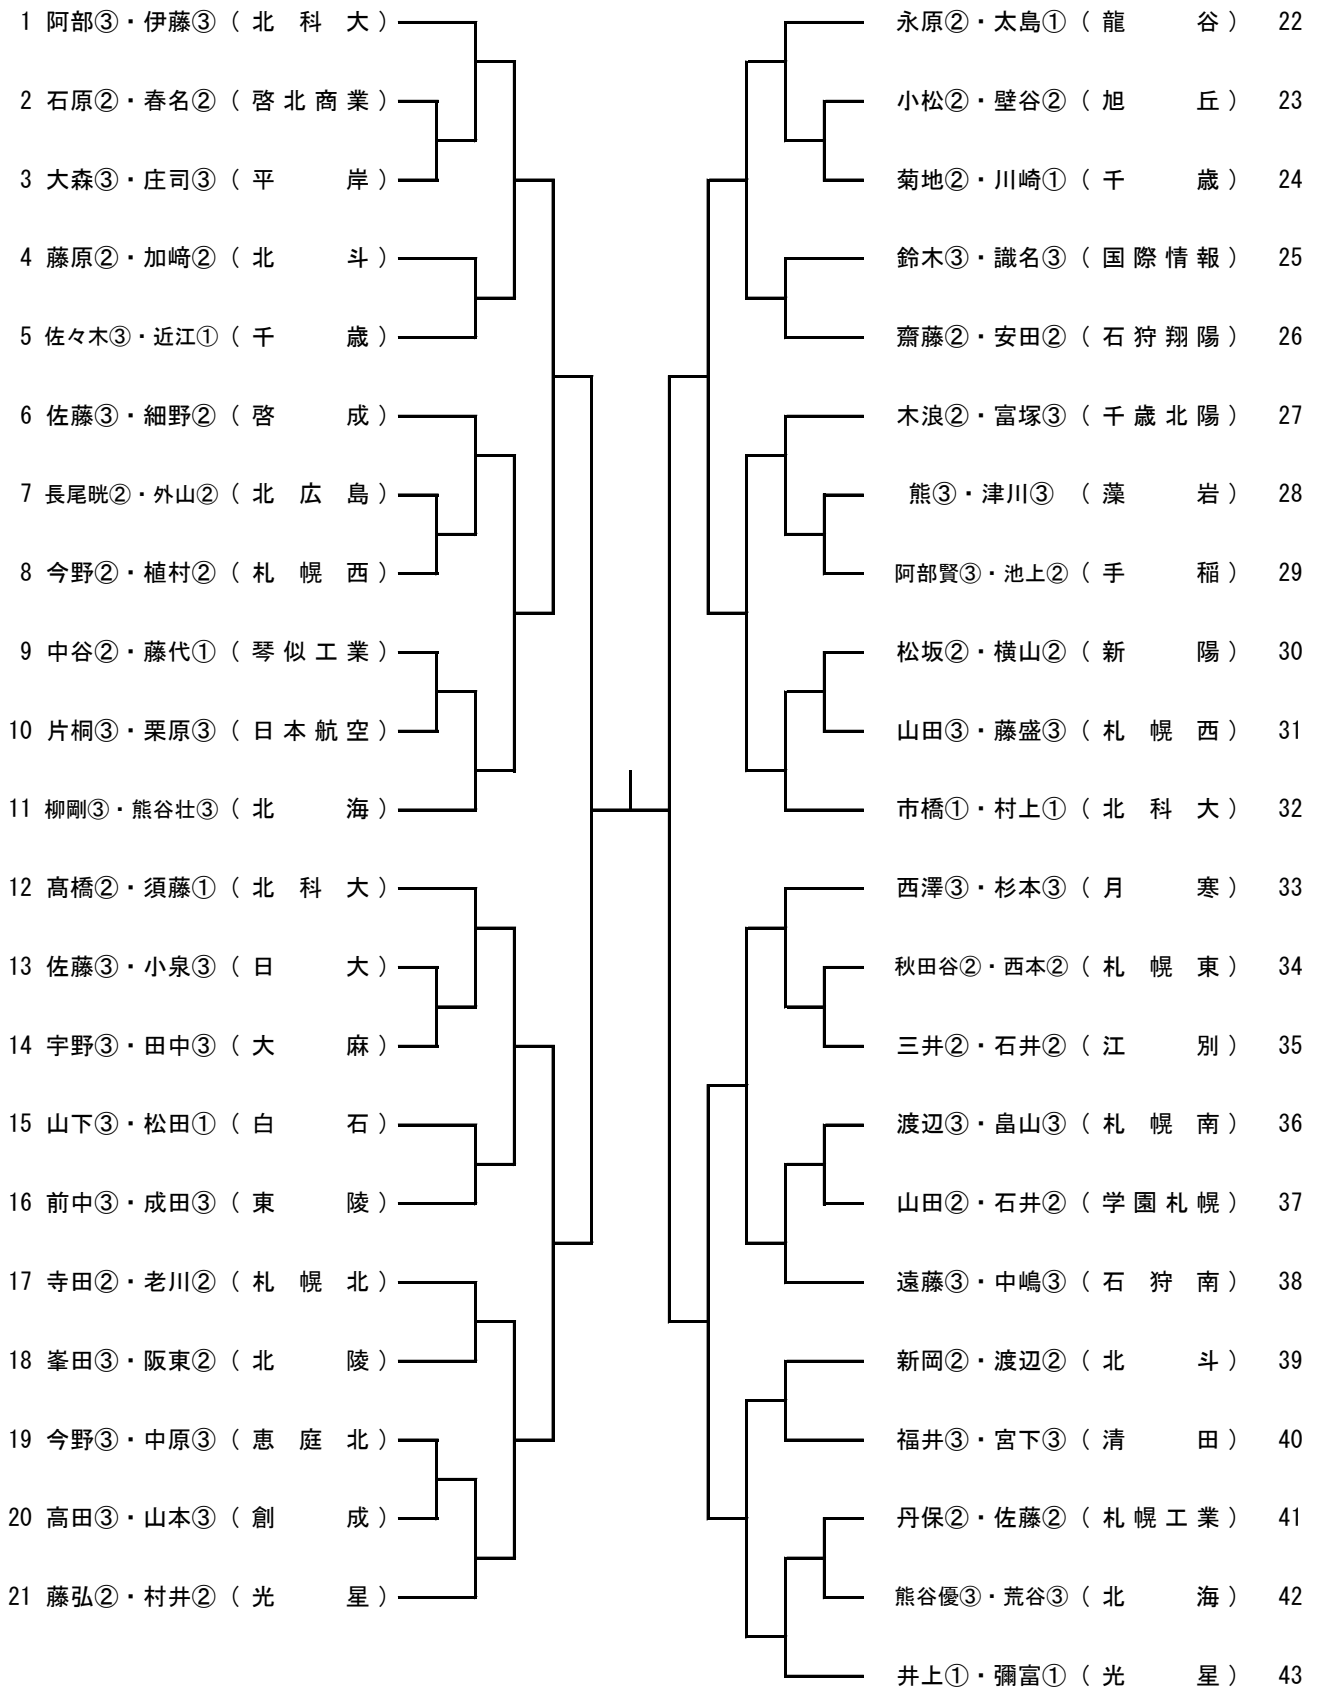 1 阿部③・伊藤③（北科大）
2 石原②・春名②（啓北商業）
3 大森③・庄司③（平岸）
4 藤原②・加﨑②（北斗）
5 佐々木③・近江①（千歳）
6 佐藤③・細野②（啓成）
7 長尾晄②・外山②（北広島）
8 今野②・植村②（札幌西）
9 中谷②・藤代①（琴似工業）
10 片桐③・栗原③（日本航空）
11 柳剛③・熊谷壮③（北海）
12 髙橋②・須藤①（北科大）
13 佐藤③・小泉③（日大）
14 宇野③・田中③（大麻）
15 山下③・松田①（白石）
16 前中③・成田③（東陵）
17 寺田②・老川②（札幌北）
18 峯田③・阪東②（北陵）
19 今野③・中原③（恵庭北）
20 高田③・山本③（創成）
21 藤弘②・村井②（光星）
永原②・太島①（龍谷） 22
小松②・壁谷②（旭丘） 23
菊地②・川崎①（千歳） 24
鈴木③・識名③（国際情報） 25
齋藤②・安田②（石狩翔陽） 26
木浪②・富塚③（千歳北陽） 27
熊③・津川③（藻岩） 28
阿部賢③・池上②（手稲） 29
松坂②・横山②（新陽） 30
山田③・藤盛③（札幌西） 31
市橋①・村上①（北科大） 32
西澤③・杉本③（月寒） 33
秋田谷②・西本②（札幌東） 34
三井②・石井②（江別） 35
渡辺③・畠山③（札幌南） 36
山田②・石井②（学園札幌） 37
遠藤③・中嶋③（石狩南） 38
新岡②・渡辺②（北斗） 39
福井③・宮下③（清田） 40
丹保②・佐藤②（札幌工業） 41
熊谷優③・荒谷③（北海） 42
井上①・彌富①（光星） 43